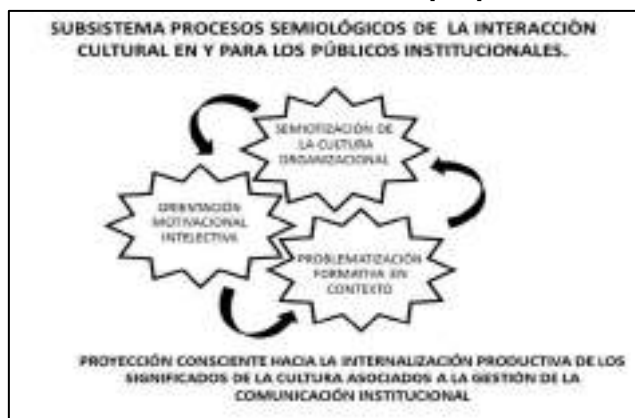 SUBSISTEMA PROCESOS SEMIOLÓGICOS DE LA INTERACCIÓN
CULTURAL EN Y PARA LOS PÚBLICOS INSTITUCIONALES.
SEMIOTIZACIÓN DE
LA CULTURA
ORGANIZACIONAL
ORIENTACIÓN
MOTIVACIONAL
INTELECTIVA
PROBLEMATIZACIÓN
FORMATIVA EN
CONTEXTO
PROYECCIÓN CONSCIENTE HACIA LA INTERNALIZACIÓN PRODUCTIVA DE LOS
SIGNIFICADOS DE LA CULTURA ASOCIADOS A LA GESTIÓN DE LA
COMUNICACIÓN INSTITUCIONAL